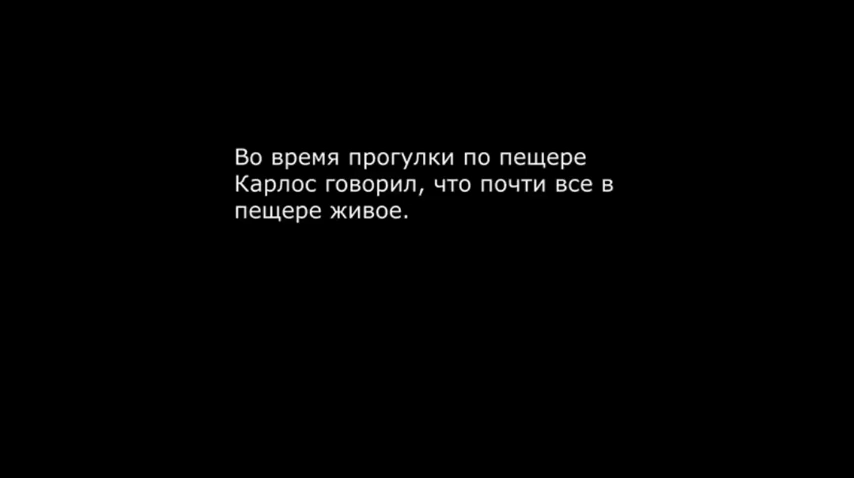 Во время прогулки по пещере
Карлос говорил, что почти все в
пещере живое.